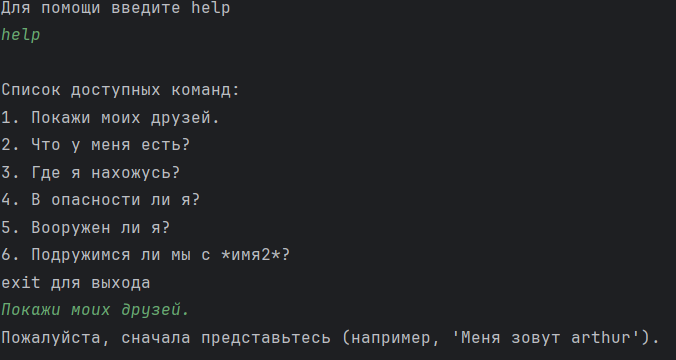 Для помощи введите help
help
Список доступных команд:
1. Покажи моих друзей.
2. Что у меня есть?
3. Где я нахожусь?
4. В опасности ли я?
5. Вооружен ли я?
6. Подружимся ли мы с *имя2*?
exit для выхода
Покажи моих друзей.
Пожалуйста, сначала представьтесь (например, 'Меня зовут arthur').